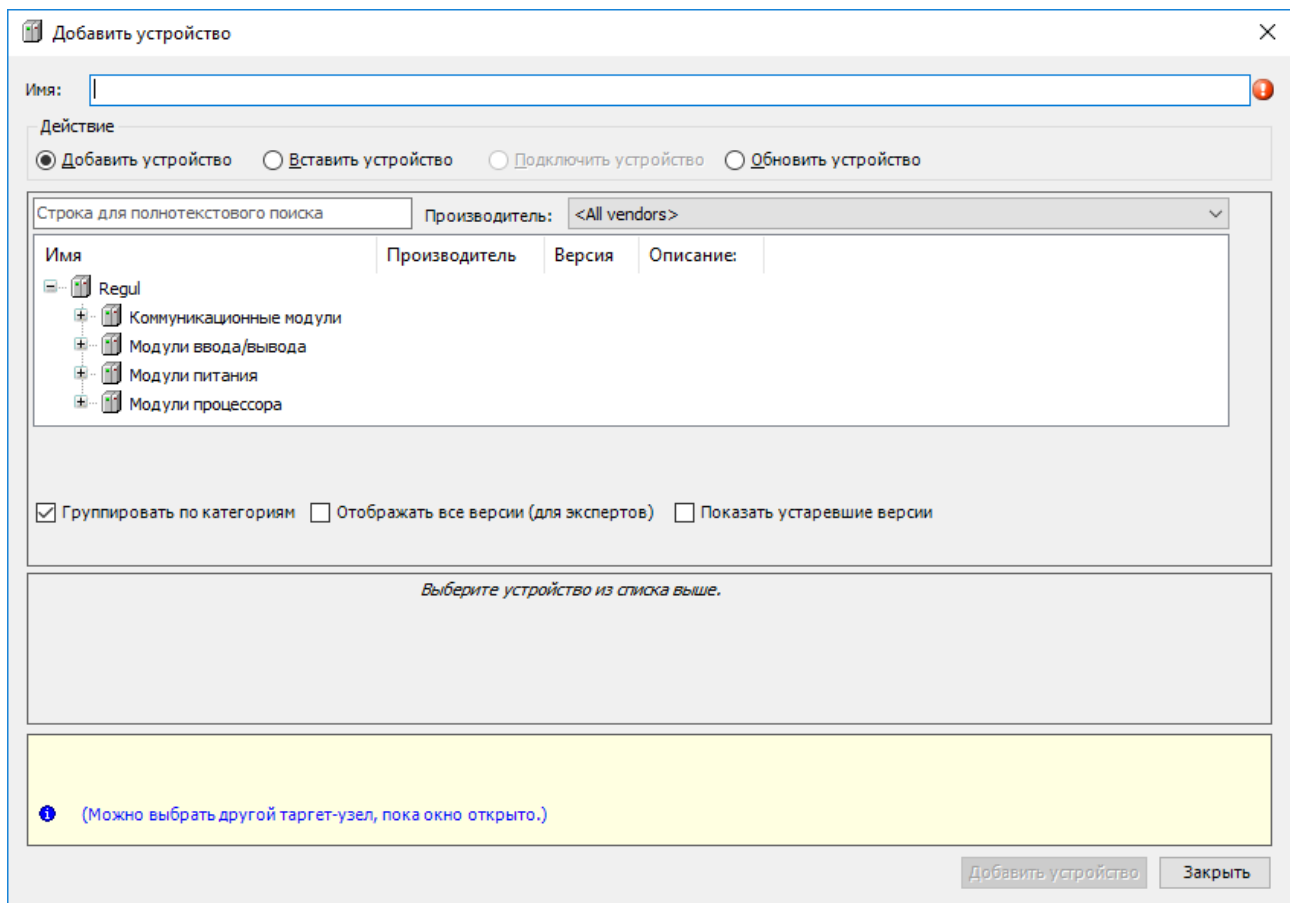 Добавить устройство
Имя:
Действие
Добавить устройство Вставить устройство Подключить устройство Обновить устройство
Строка для полнотекстового поиска Производитель: <All vendors>
Имя Производитель Версия Описание:
Regul
Коммуникационные модули
Модули ввода/вывода
Модули питания
Модули процессора
Группировать по категориям Отображать все версии (для экспертов) Показать устаревшие версии
Выберите устройство из списка выше.
(Можно выбрать другой таргет-узел, пока окно открыто.)
Добавить устройство Закрыть